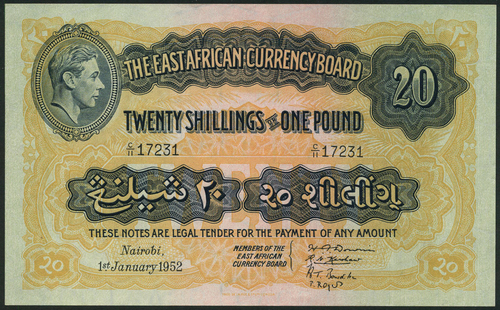 THE EAST AFRICAN CURRENCY BOARD
20
TWENTY SHILLINGS OR ONE POUND
C/11 17231 C/11 17231
٢٠ شيلنغ ૨૦ શીલીંગ
THESE NOTES ARE LEGAL TENDER FOR THE PAYMENT OF ANY AMOUNT
Nairobi,
1st January 1952
MEMBERS OF THE
EAST AFRICAN
CURRENCY BOARD
20 20